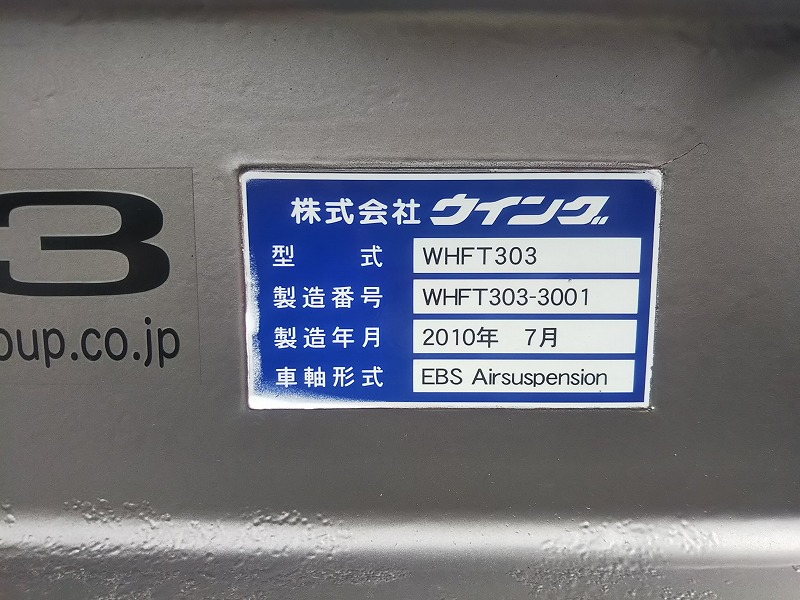 株式会社 ウイング
型 式 WHFT303
製造番号 WHFT303-3001
製造年月 2010年 7月
車軸形式 EBS Airsuspension
3
oup.co.jp